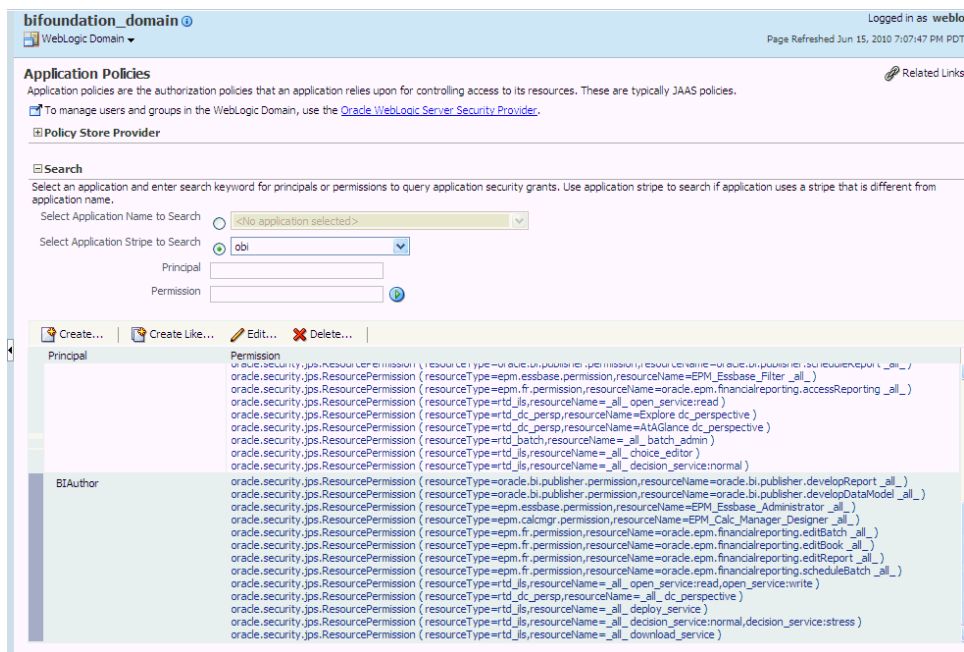 bifoundation_domain
Logged in as weblo
WebLogic Domain
Page Refreshed Jun 15, 2010 7:07:47 PM PDT
Application Policies
Related Links
Application policies are the authorization policies that an application relies upon for controlling access to its resources. These are typically JAAS policies.
To manage users and groups in the WebLogic Domain, use the Oracle WebLogic Server Security Provider.
Policy Store Provider
Search
Select an application and enter search keyword for principals or permissions to query application security grants. Use application stripe to search if application uses a stripe that is different from
application name.
Select Application Name to Search <No application selected>
Select Application Stripe to Search obi
Principal
Permission
Create... Create Like... Edit... Delete...
Principal Permission
oracle.security.jps.ResourcePermission ( resourceType=oracle.bi.publisher.permission,resourceName=oracle.bi.publisher.scheduleReport _all_ )
oracle.security.jps.ResourcePermission ( resourceType=epm.essbase.permission,resourceName=EPM_Essbase_Filter _all_ )
oracle.security.jps.ResourcePermission ( resourceType=epm.fr.permission,resourceName=oracle.epm.financialreporting.accessReporting _all_ )
oracle.security.jps.ResourcePermission ( resourceType=rtd_ils,resourceName=_all_ open_service:read )
oracle.security.jps.ResourcePermission ( resourceType=rtd_dc_persp,resourceName=Explore dc_perspective )
oracle.security.jps.ResourcePermission ( resourceType=rtd_dc_persp,resourceName=AtAGlance dc_perspective )
oracle.security.jps.ResourcePermission ( resourceType=rtd_batch,resourceName=_all_ batch_admin )
oracle.security.jps.ResourcePermission ( resourceType=rtd_ils,resourceName=_all_ choice_editor )
oracle.security.jps.ResourcePermission ( resourceType=rtd_ils,resourceName=_all_ decision_service:normal )
BIAuthor oracle.security.jps.ResourcePermission ( resourceType=oracle.bi.publisher.permission,resourceName=oracle.bi.publisher.developReport _all_ )
oracle.security.jps.ResourcePermission ( resourceType=oracle.bi.publisher.permission,resourceName=oracle.bi.publisher.developDataModel _all_ )
oracle.security.jps.ResourcePermission ( resourceType=epm.essbase.permission,resourceName=EPM_Essbase_Administrator _all_ )
oracle.security.jps.ResourcePermission ( resourceType=epm.calcmgr.permission,resourceName=EPM_Calc_Manager_Designer _all_ )
oracle.security.jps.ResourcePermission ( resourceType=epm.fr.permission,resourceName=oracle.epm.financialreporting.editBatch _all_ )
oracle.security.jps.ResourcePermission ( resourceType=epm.fr.permission,resourceName=oracle.epm.financialreporting.editBook _all_ )
oracle.security.jps.ResourcePermission ( resourceType=epm.fr.permission,resourceName=oracle.epm.financialreporting.editReport _all_ )
oracle.security.jps.ResourcePermission ( resourceType=epm.fr.permission,resourceName=oracle.epm.financialreporting.scheduleBatch _all_ )
oracle.security.jps.ResourcePermission ( resourceType=rtd_ils,resourceName=_all_ open_service:read,open_service:write )
oracle.security.jps.ResourcePermission ( resourceType=rtd_dc_persp,resourceName=_all_ dc_perspective )
oracle.security.jps.ResourcePermission ( resourceType=rtd_ils,resourceName=_all_ deploy_service )
oracle.security.jps.ResourcePermission ( resourceType=rtd_ils,resourceName=_all_ decision_service:normal,decision_service:stress )
oracle.security.jps.ResourcePermission ( resourceType=rtd_ils,resourceName=_all_ download_service )